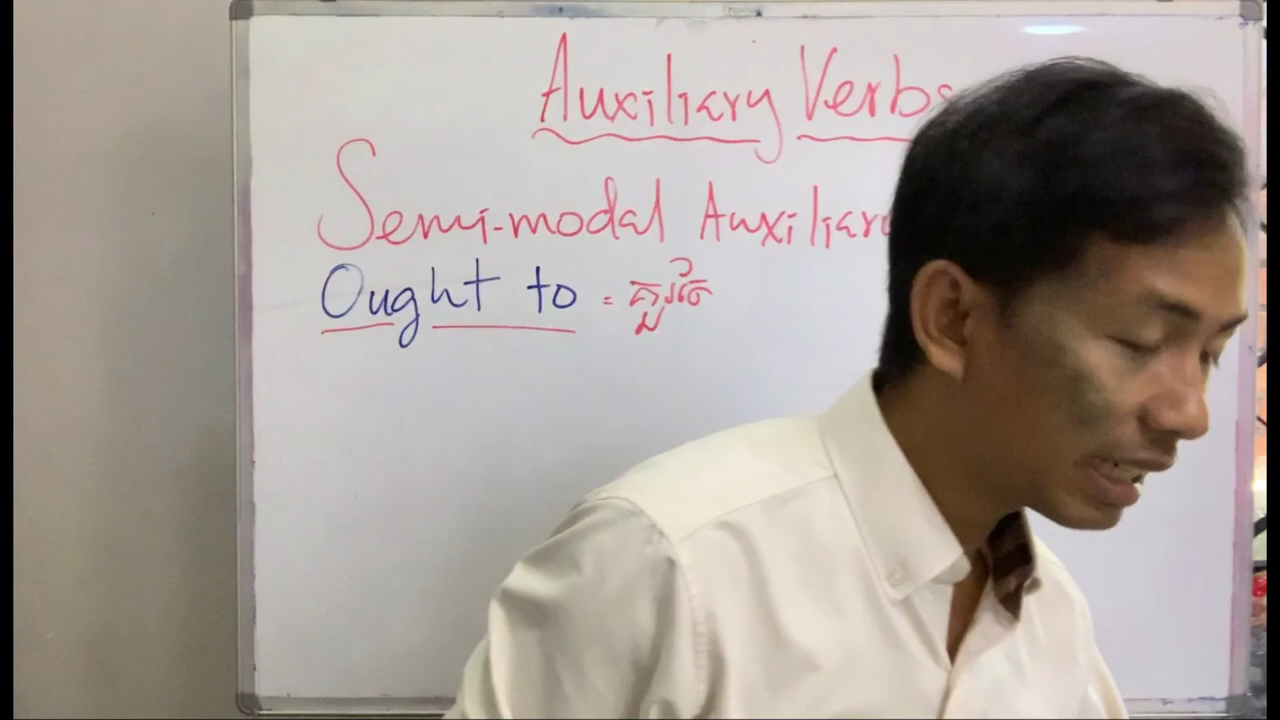 Auxiliary Verbs
Semi-modal Auxiliary
Ought to = គួរតែ